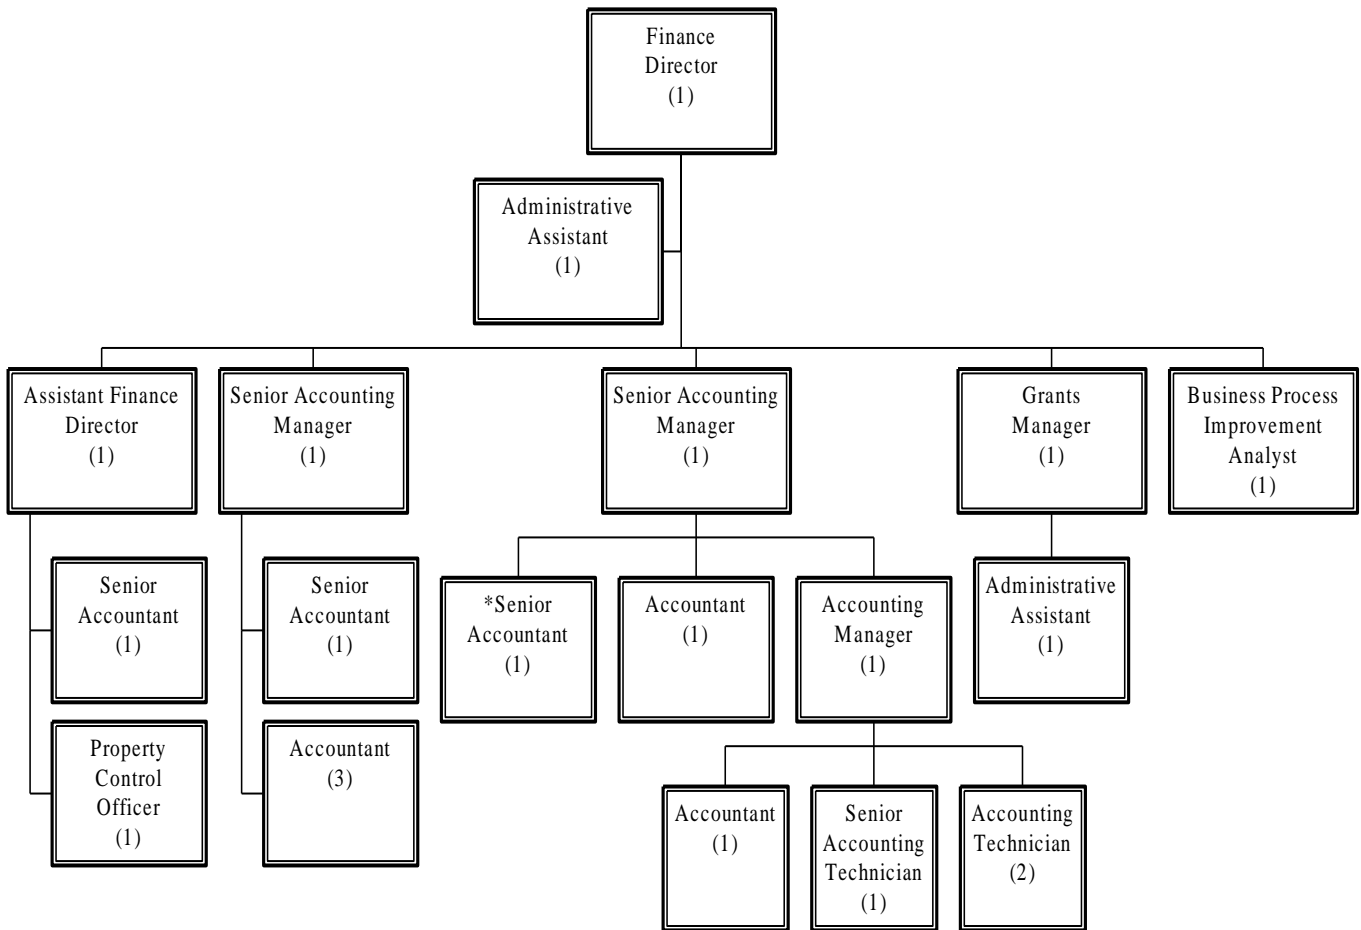 Finance
Director
(1)
Administrative
Assistant
(1)
Assistant Finance
Director
(1)
Senior Accounting
Manager
(1)
Senior Accounting
Manager
(1)
Grants
Manager
(1)
Business Process
Improvement
Analyst
(1)
Senior
Accountant
(1)
Senior
Accountant
(1)
*Senior
Accountant
(1)
Accountant
(1)
Accounting
Manager
(1)
Administrative
Assistant
(1)
Property
Control
Officer
(1)
Accountant
(3)
Accountant
(1)
Senior
Accounting
Technician
(1)
Accounting
Technician
(2)